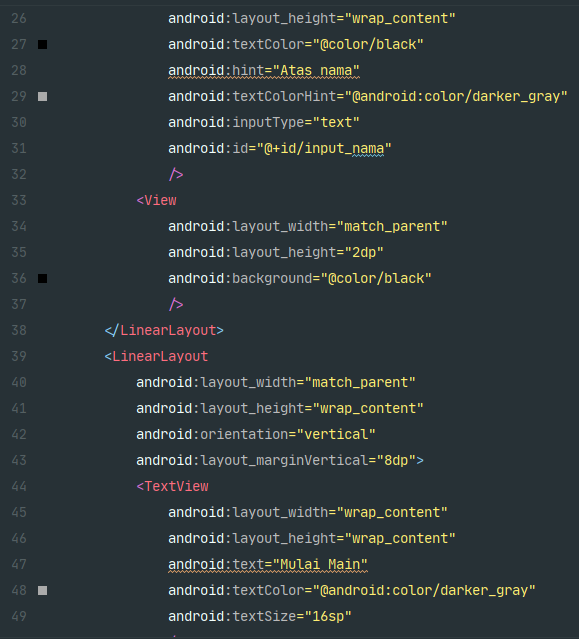 26 android:layout_height="wrap_content"
27 android:textColor="@color/black"
28 android:hint="Atas nama"
29 android:textColorHint="@android:color/darker_gray"
30 android:inputType="text"
31 android:id="@+id/input_nama"
32 />
33 <View
34 android:layout_width="match_parent"
35 android:layout_height="2dp"
36 android:background="@color/black"
37 />
38 </LinearLayout>
39 <LinearLayout
40 android:layout_width="match_parent"
41 android:layout_height="wrap_content"
42 android:orientation="vertical"
43 android:layout_marginVertical="8dp">
44 <TextView
45 android:layout_width="wrap_content"
46 android:layout_height="wrap_content"
47 android:text="Mulai Main"
48 android:textColor="@android:color/darker_gray"
49 android:textSize="16sp"